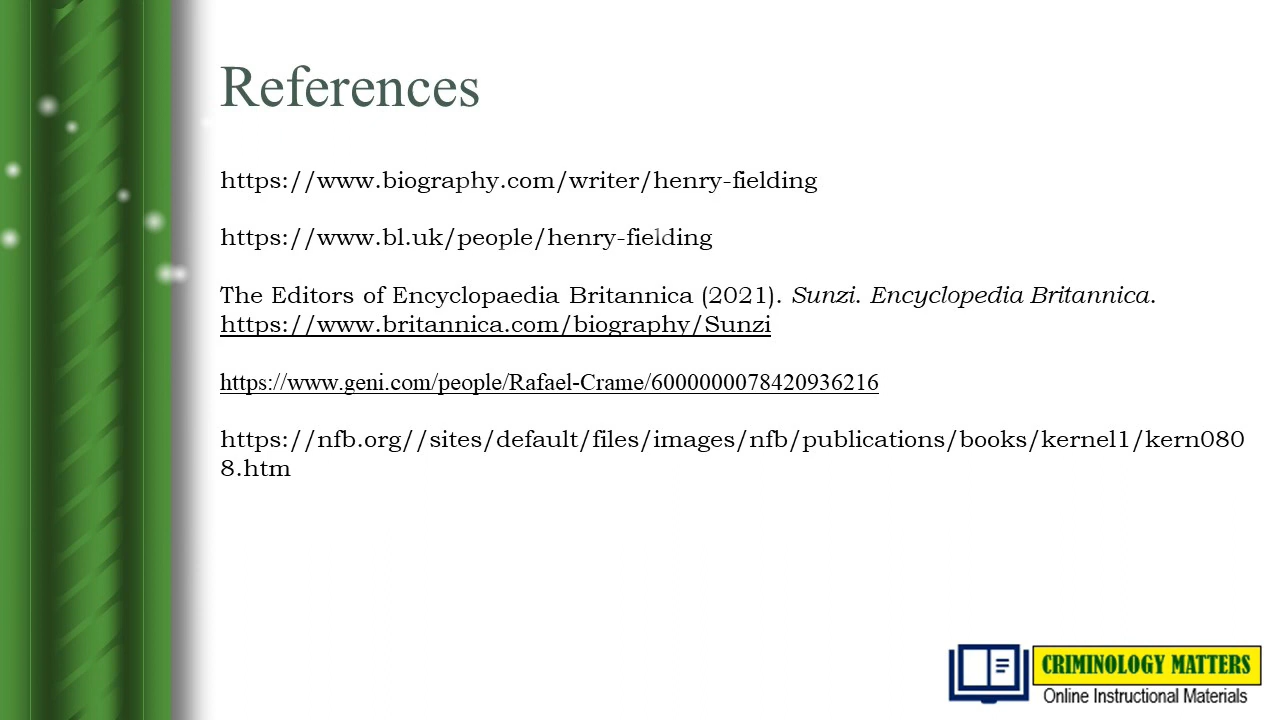 References
https://www.biography.com/writer/henry-fielding
https://www.bl.uk/people/henry-fielding
The Editors of Encyclopaedia Britannica (2021). Sunzi. Encyclopedia Britannica.
https://www.britannica.com/biography/Sunzi
https://www.geni.com/people/Rafael-Crame/6000000078420936216
https://nfb.org//sites/default/files/images/nfb/publications/books/kernel1/kern080
8.htm
CRIMINOLOGY MATTERS
Online Instructional Materials